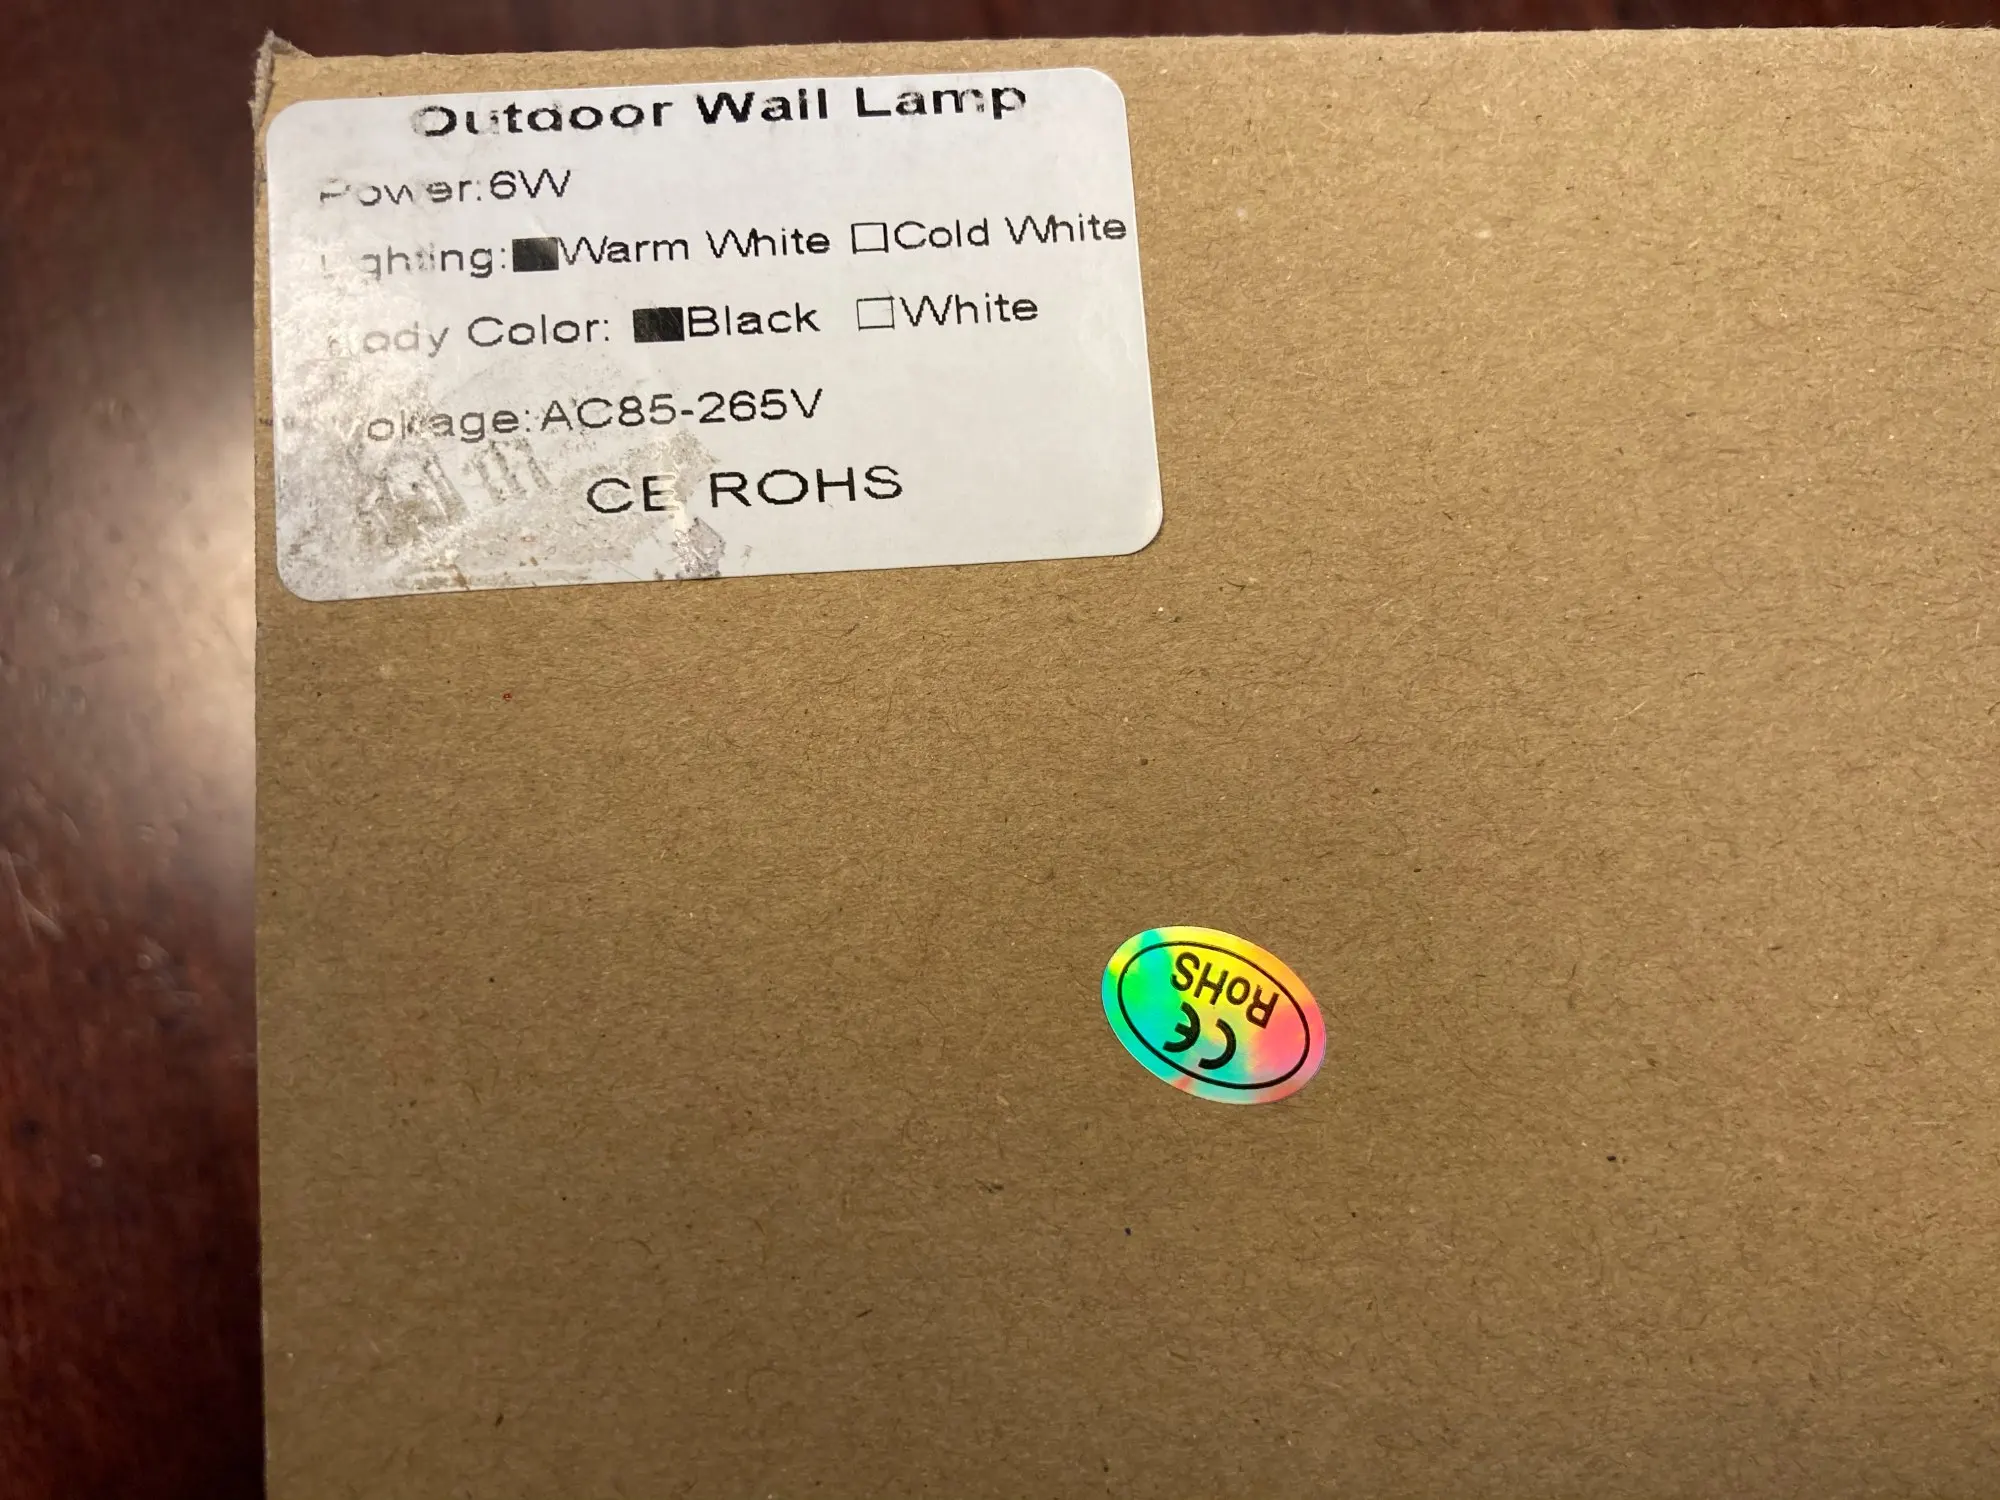 Outdoor Wall Lamp
Power:6W
Lighting:■Warm White □Cold White
Body Color: ■Black □White
Voltage:AC85-265V
CE ROHS
CE
RoHS